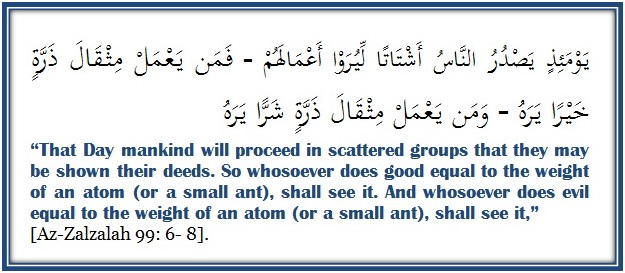 يَوْمَئِذٍ يَصْدُرُ النَّاسُ أَشْتَاتًا لِّيُرَوْا أَعْمَالَهُمْ - فَمَن يَعْمَلْ مِثْقَالَ ذَرَّةٍ
خَيْرًا يَرَهُ - وَمَن يَعْمَلْ مِثْقَالَ ذَرَّةٍ شَرًّا يَرَهُ
“That Day mankind will proceed in scattered groups that they may
be shown their deeds. So whosoever does good equal to the weight
of an atom (or a small ant), shall see it. And whosoever does evil
equal to the weight of an atom (or a small ant), shall see it,”
[Az-Zalzalah 99: 6- 8].